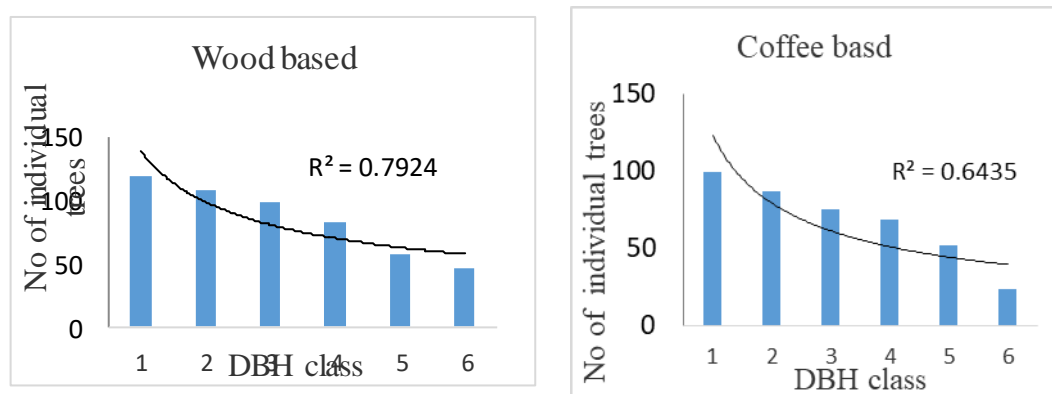 Wood based
No of individual
trees
150
100
50
0
R² = 0.7924
1 2 3 4 5 6
DBH class
Coffee basd
No of individual trees
150
100
50
0
R² = 0.6435
1 2 3 4 5 6
DBH class